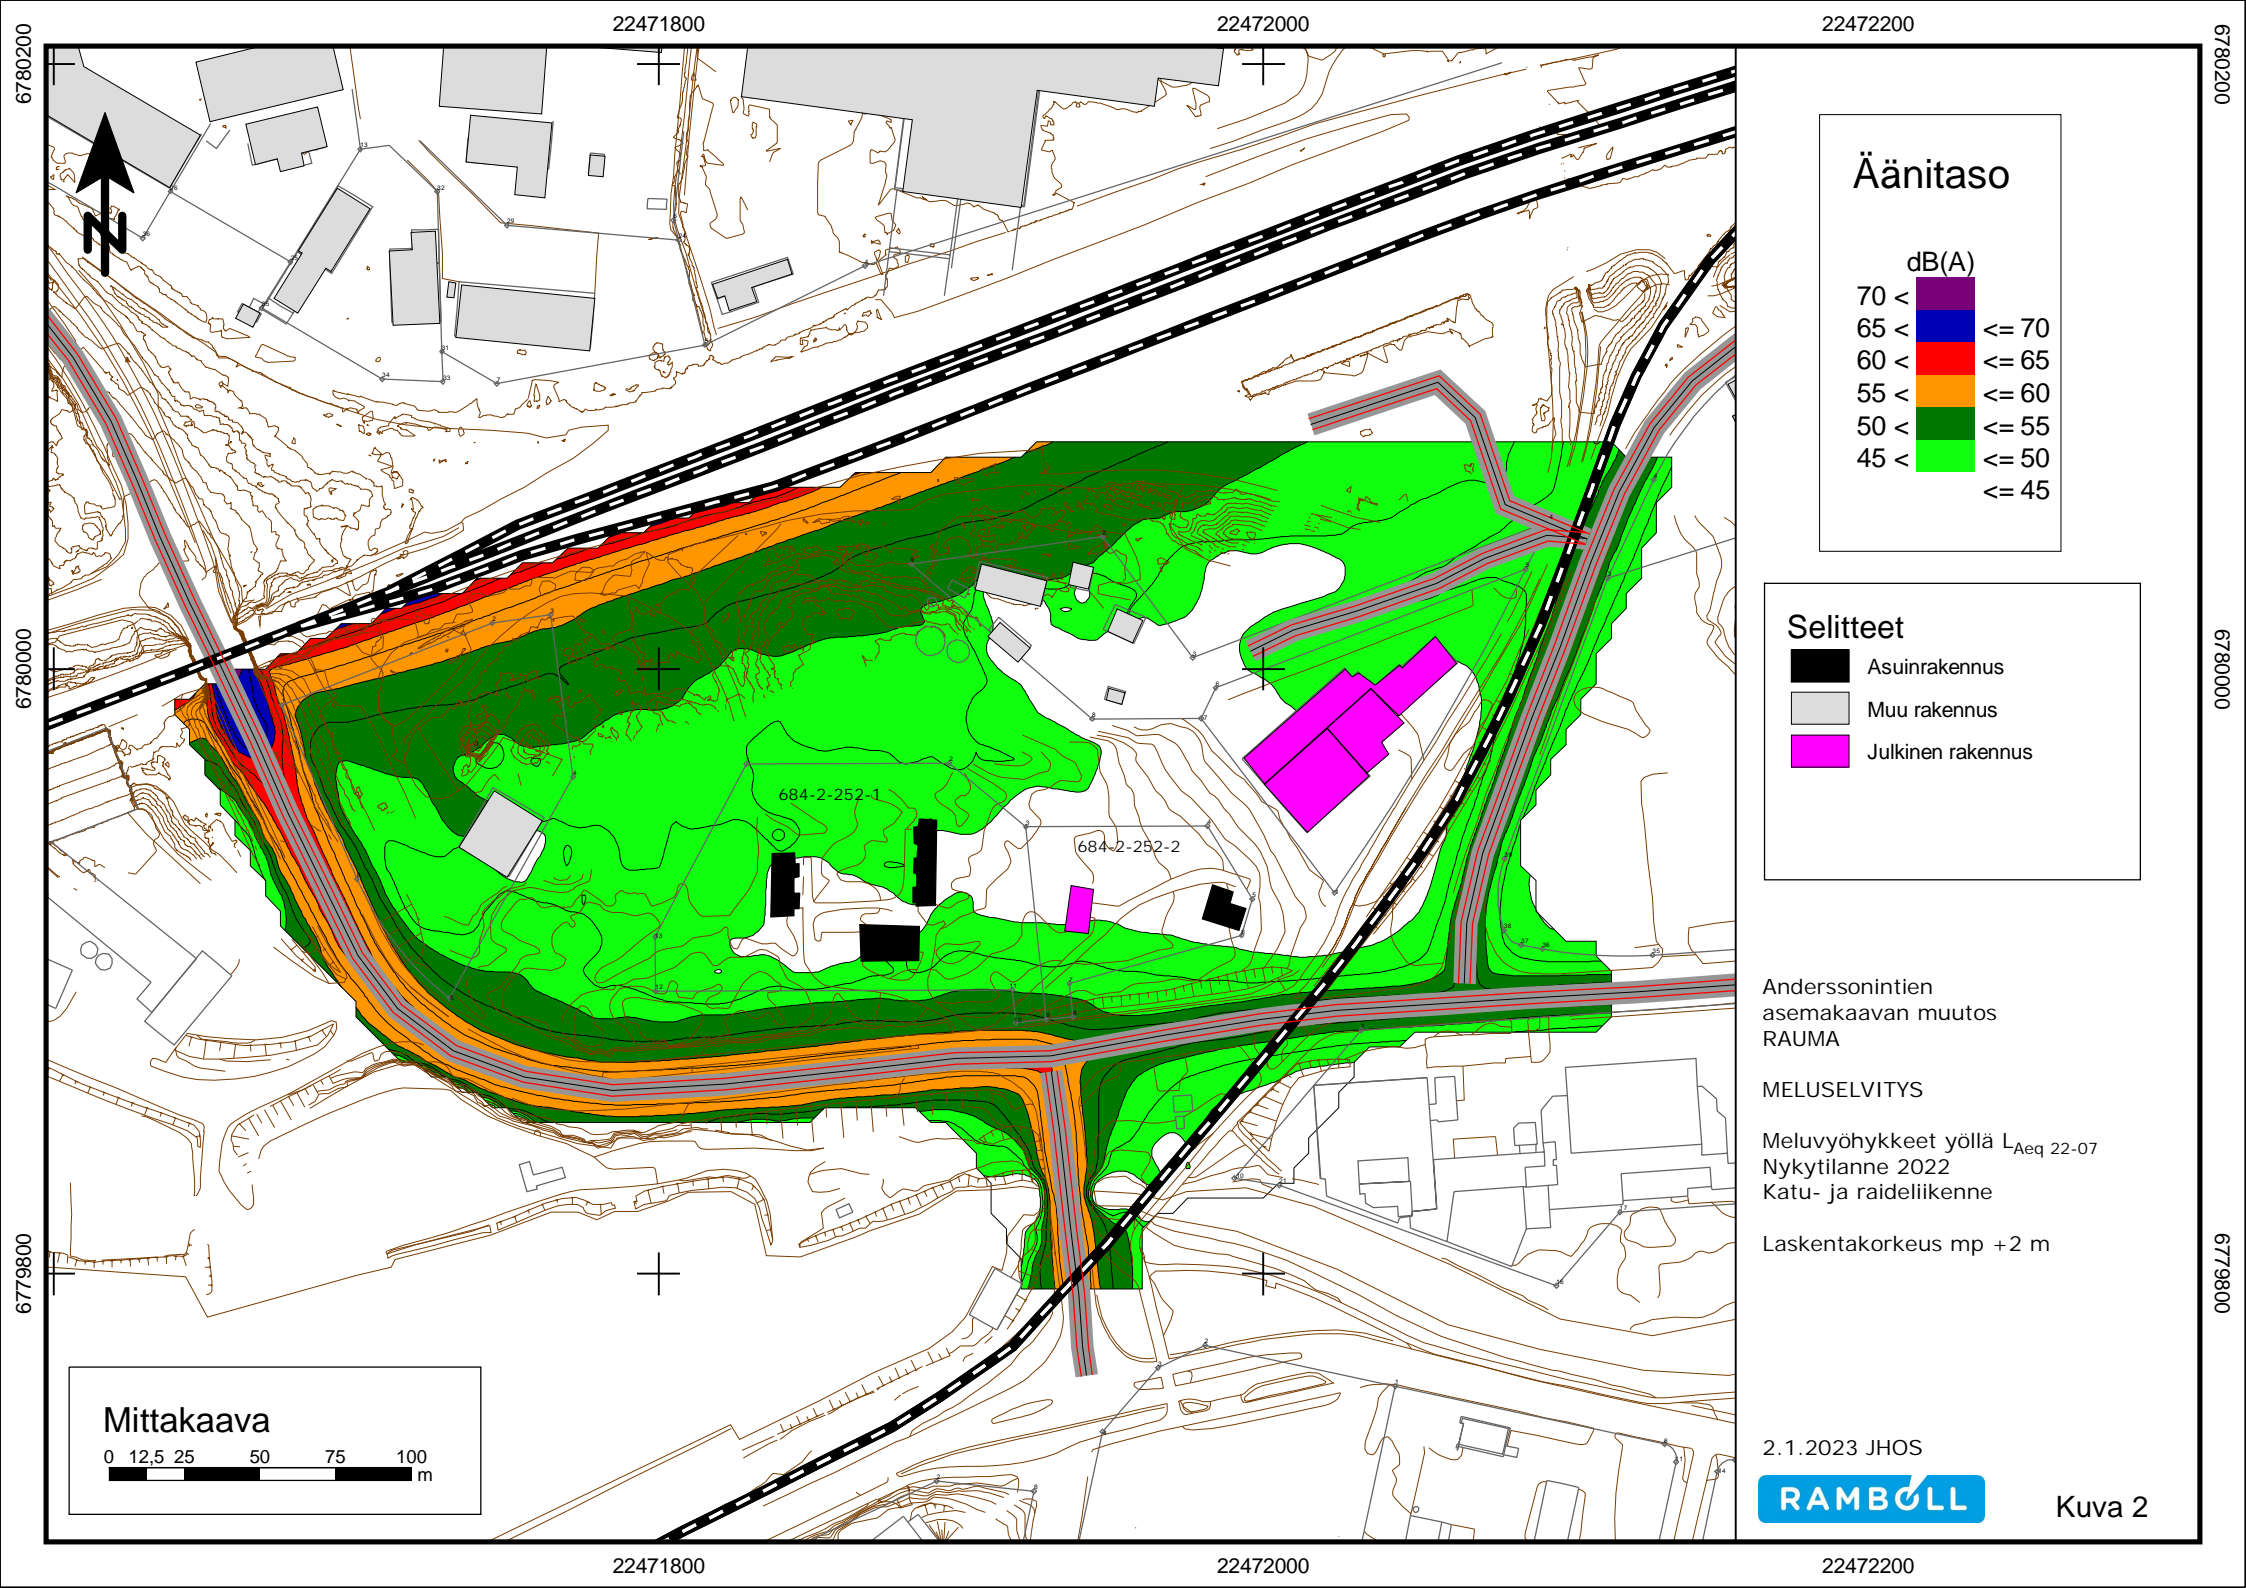 22471800
22472000
22472200
6780200
6780200
6780000
6780000
6779800
6779800
N
684-2-252-1
684-2-252-2
Äänitaso
dB(A)
70 <
65 < <= 70
60 < <= 65
55 < <= 60
50 < <= 55
45 < <= 50
<= 45
Selitteet
Asuinrakennus
Muu rakennus
Julkinen rakennus
Anderssonintien
asemakaavan muutos
RAUMA
MELUSELVITYS
Meluvyöhykkeet yöllä LAeq 22-07
Nykytilanne 2022
Katu- ja raideliikenne
Laskentakorkeus mp +2 m
2.1.2023 JHOS
RAMBOLL
Kuva 2
Mittakaava
0 12,5 25 50 75 100
m
22471800
22472000
22472200